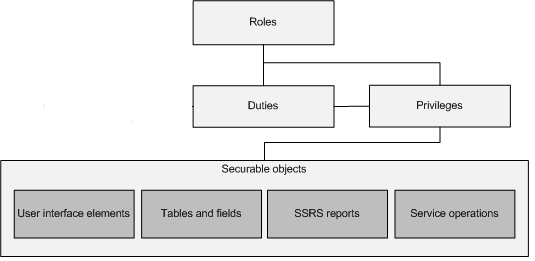 Roles
Duties
Privileges
Securable objects
User interface elements
Tables and fields
SSRS reports
Service operations